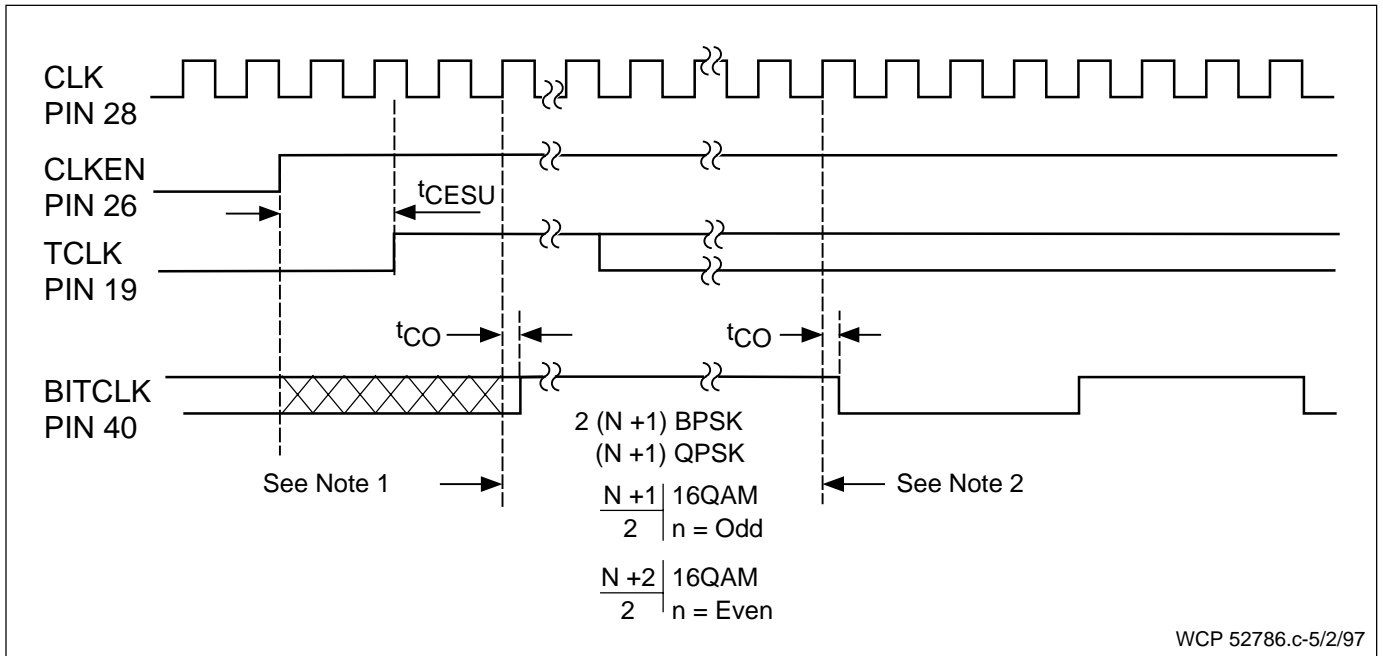 CLK
PIN 28
CLKEN
PIN 26
tCESU
TCLK
PIN 19
tCO
tCO
BITCLK
PIN 40
2 (N +1) BPSK
(N +1) QPSK
See Note 1
See Note 2
N +1 16QAM
2 n = Odd
N +2 16QAM
2 n = Even
WCP 52786.c-5/2/97